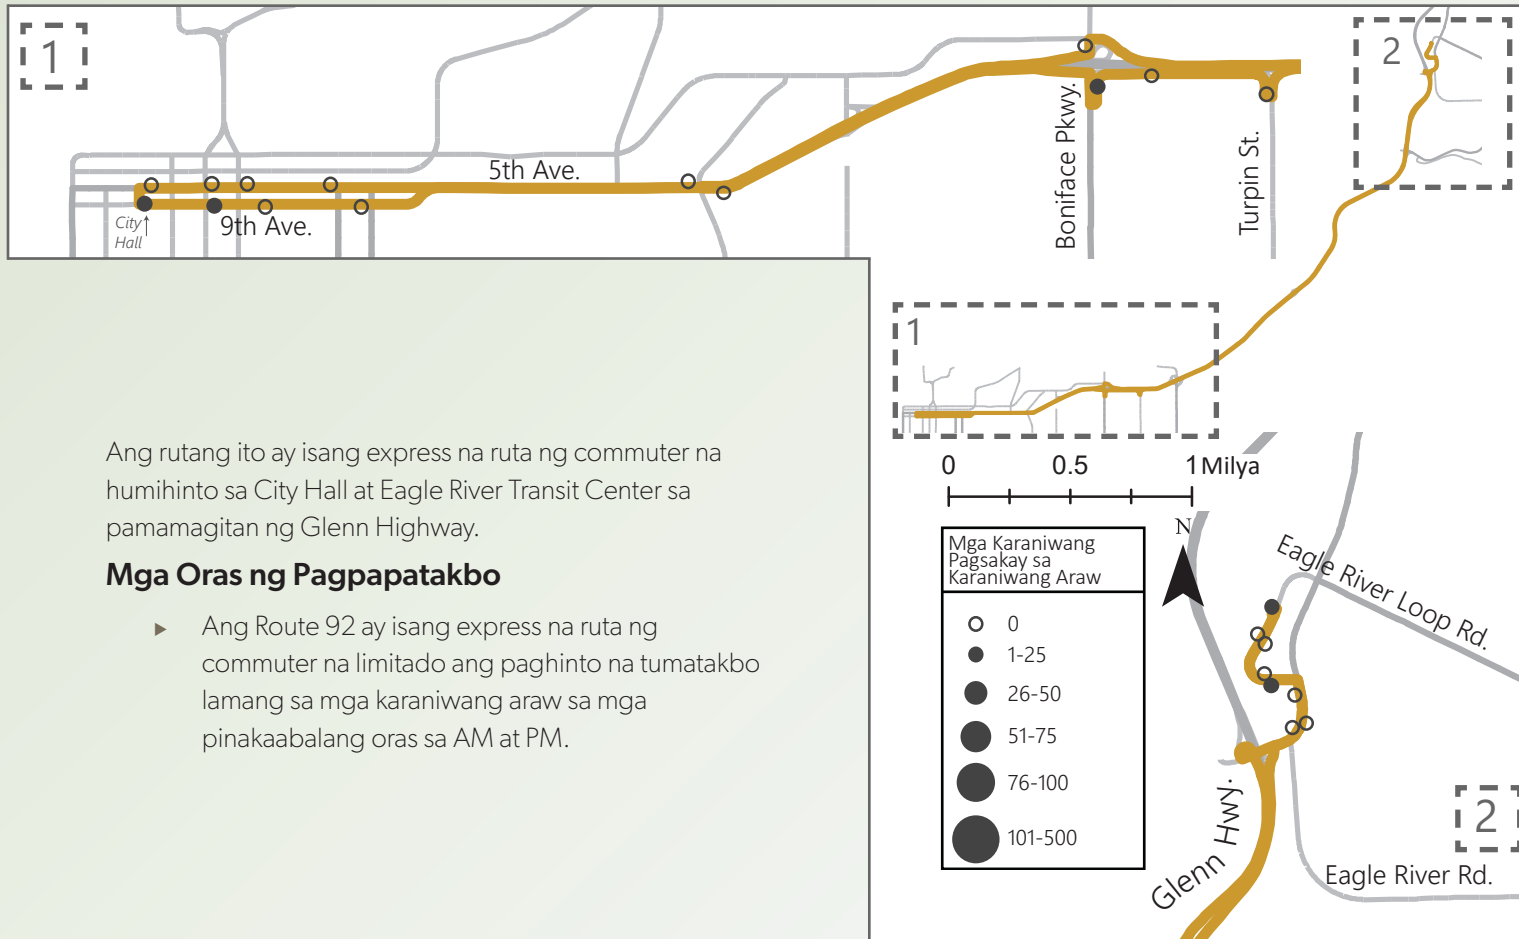 1
5th Ave.
9th Ave.
City
Hall
Boniface Pkwy.
Turpin St.
2
1
0 0.5 1 Milya
Ang rutang ito ay isang express na ruta ng commuter na
humihinto sa City Hall at Eagle River Transit Center sa
pamamagitan ng Glenn Highway.
Mga Oras ng Pagpapatakbo
Ang Route 92 ay isang express na ruta ng
commuter na limitado ang paghinto na tumatakbo
lamang sa mga karaniwang araw sa mga
pinakaabalang oras sa AM at PM.
Mga Karaniwang
Pagsakay sa
Karaniwang Araw
0
1-25
26-50
51-75
76-100
101-500
N
Eagle River Loop Rd.
Glenn Hwy.
2
Eagle River Rd.